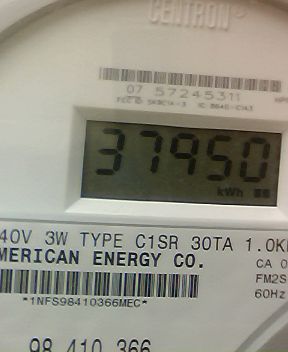 CENTRON®
07 57245311
37950
kWh
40V 3W TYPE C1SR 30TA 1.0K
MERICAN ENERGY CO.
CA 0
FM2S
60Hz
*1NFS98410366MEC*
98 410 366